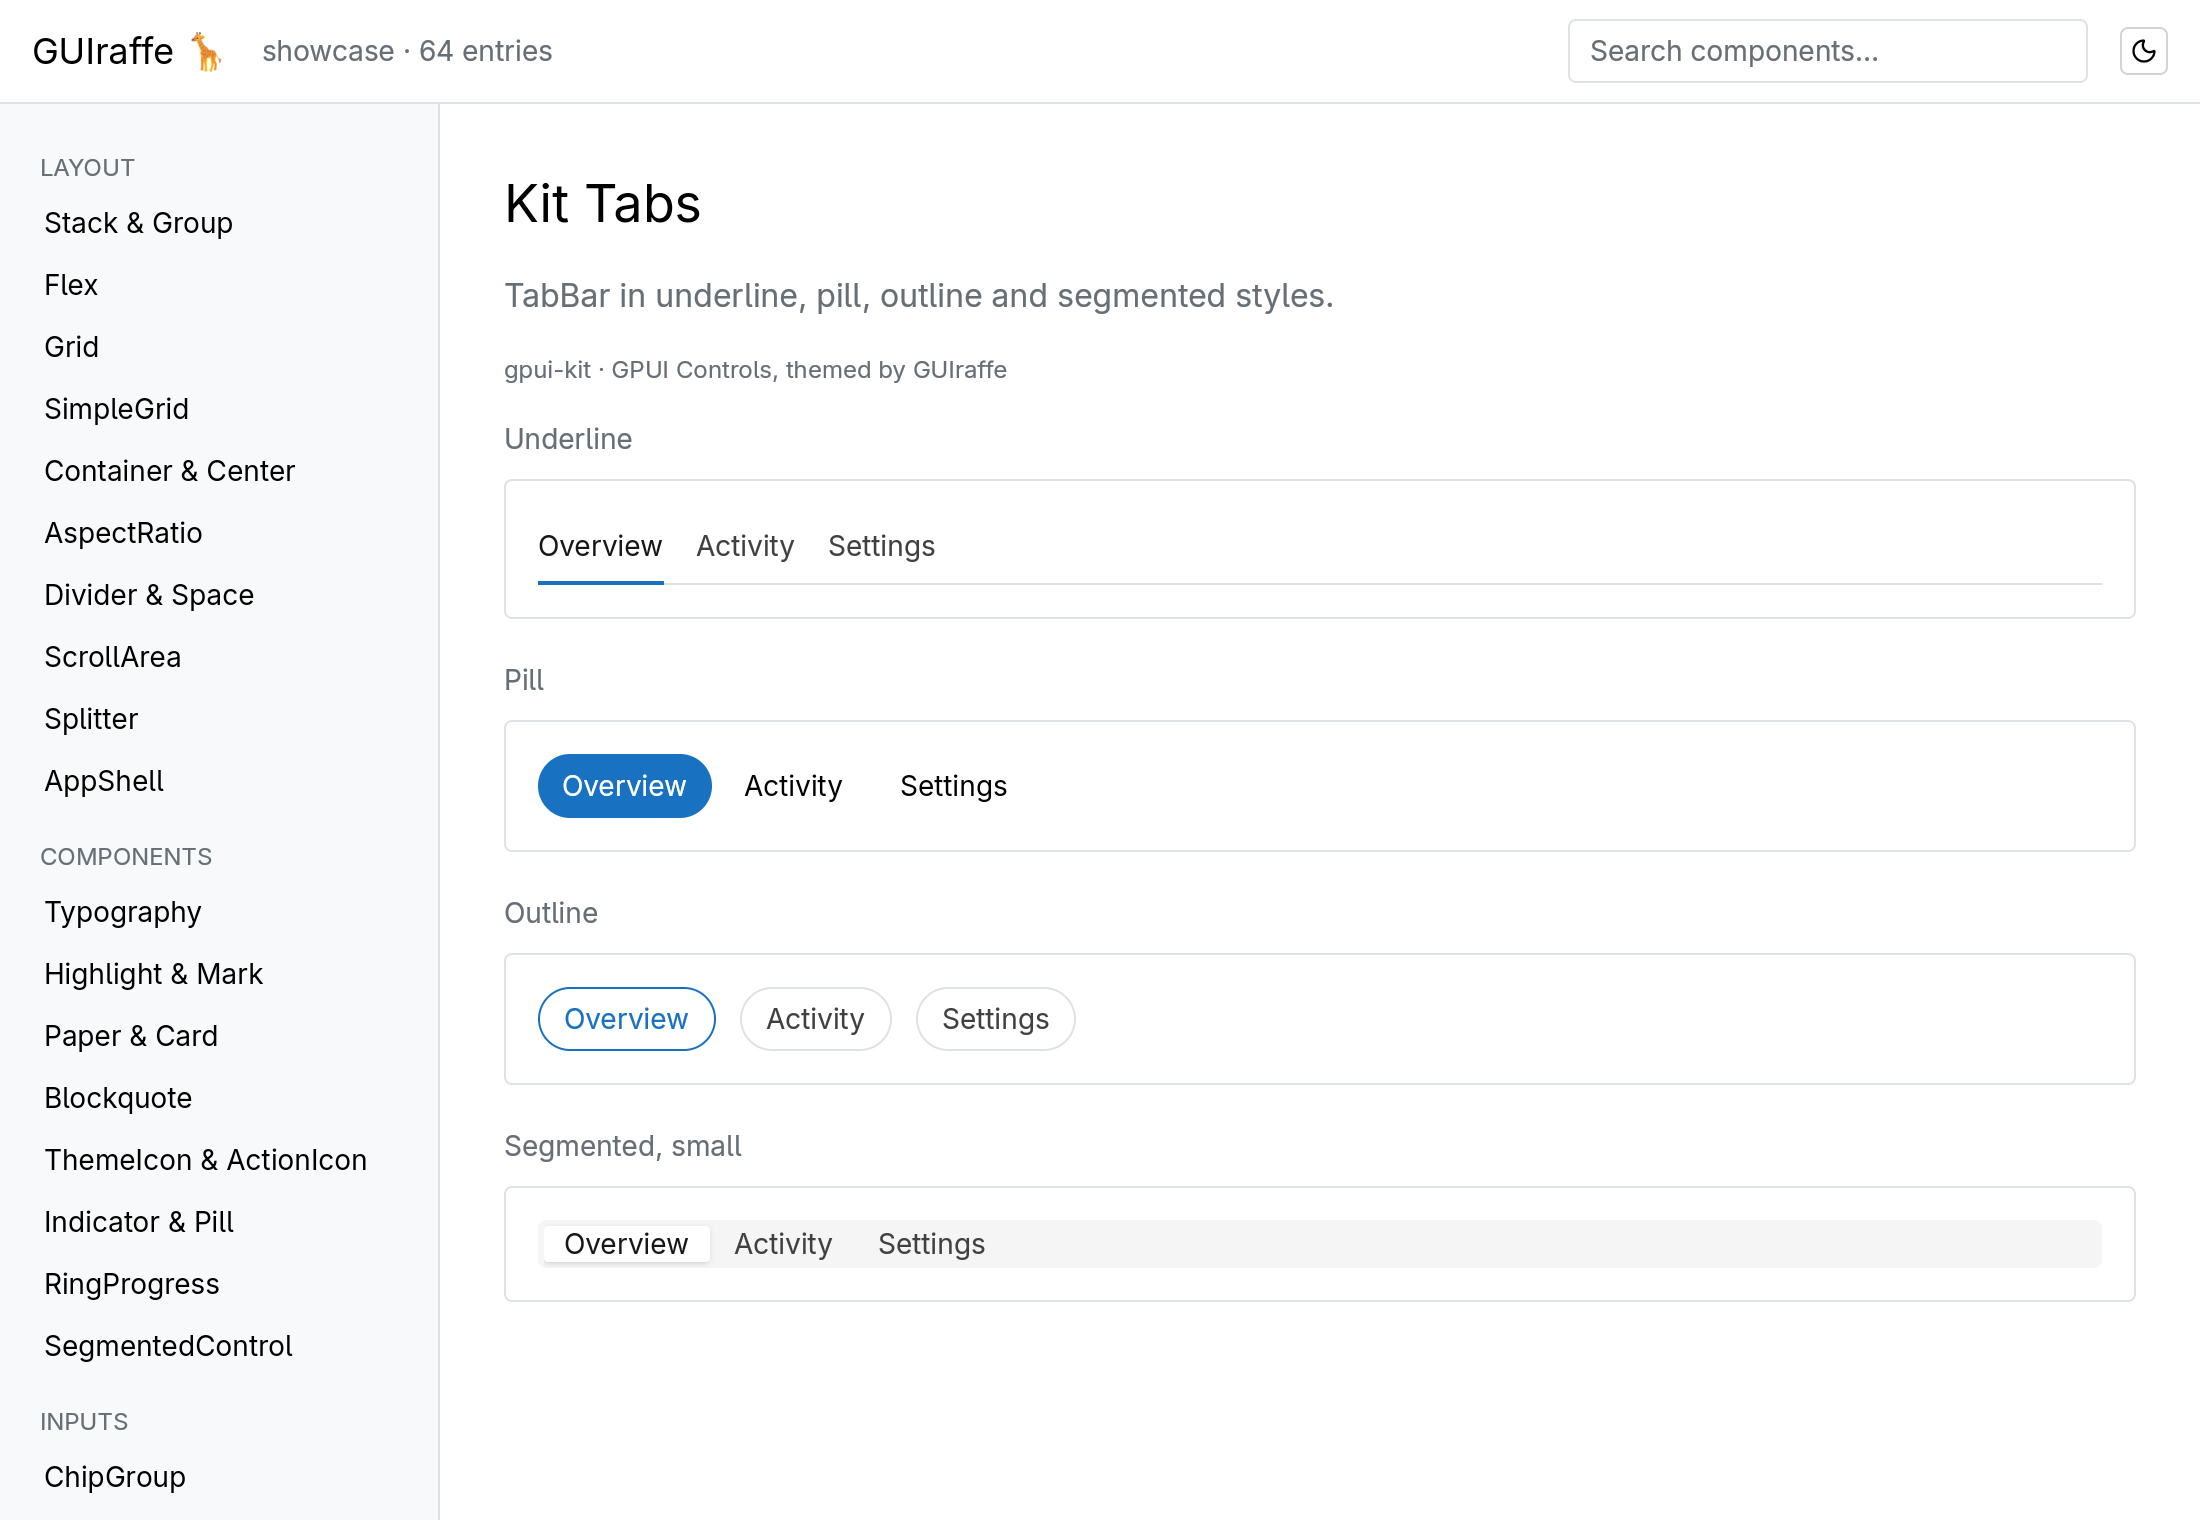 GUIraffe 🦒 showcase · 64 entries
Search components...
LAYOUT
Stack & Group
Flex
Grid
SimpleGrid
Container & Center
AspectRatio
Divider & Space
ScrollArea
Splitter
AppShell
COMPONENTS
Typography
Highlight & Mark
Paper & Card
Blockquote
ThemeIcon & ActionIcon
Indicator & Pill
RingProgress
SegmentedControl
INPUTS
ChipGroup
Kit Tabs
TabBar in underline, pill, outline and segmented styles.
gpui-kit · GPUI Controls, themed by GUIraffe
Underline
Overview Activity Settings
Pill
Overview Activity Settings
Outline
Overview Activity Settings
Segmented, small
Overview Activity Settings